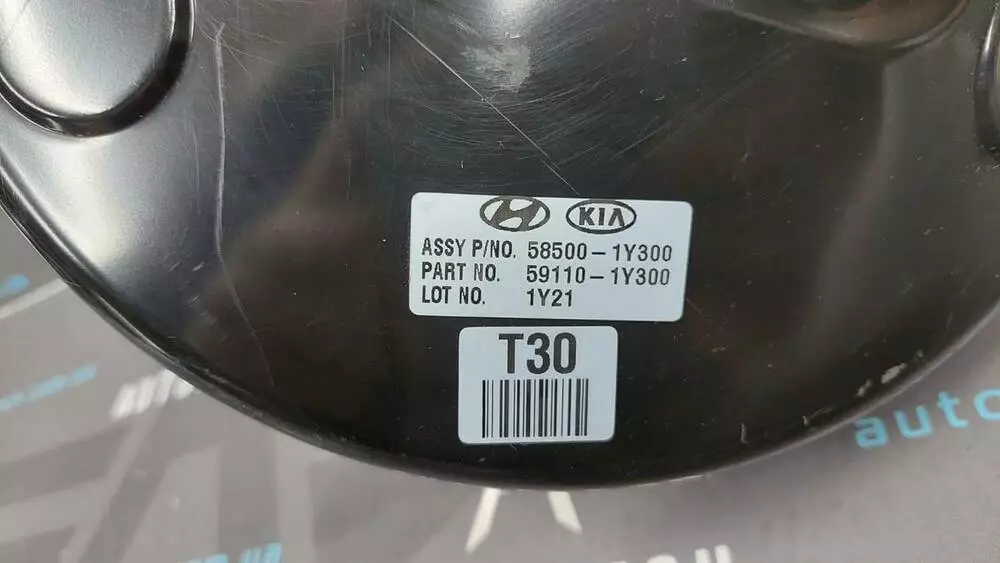 KIA
ASSY P/NO. 58500-1Y300
PART NO. 59110-1Y300
LOT NO. 1Y21
T30
auto